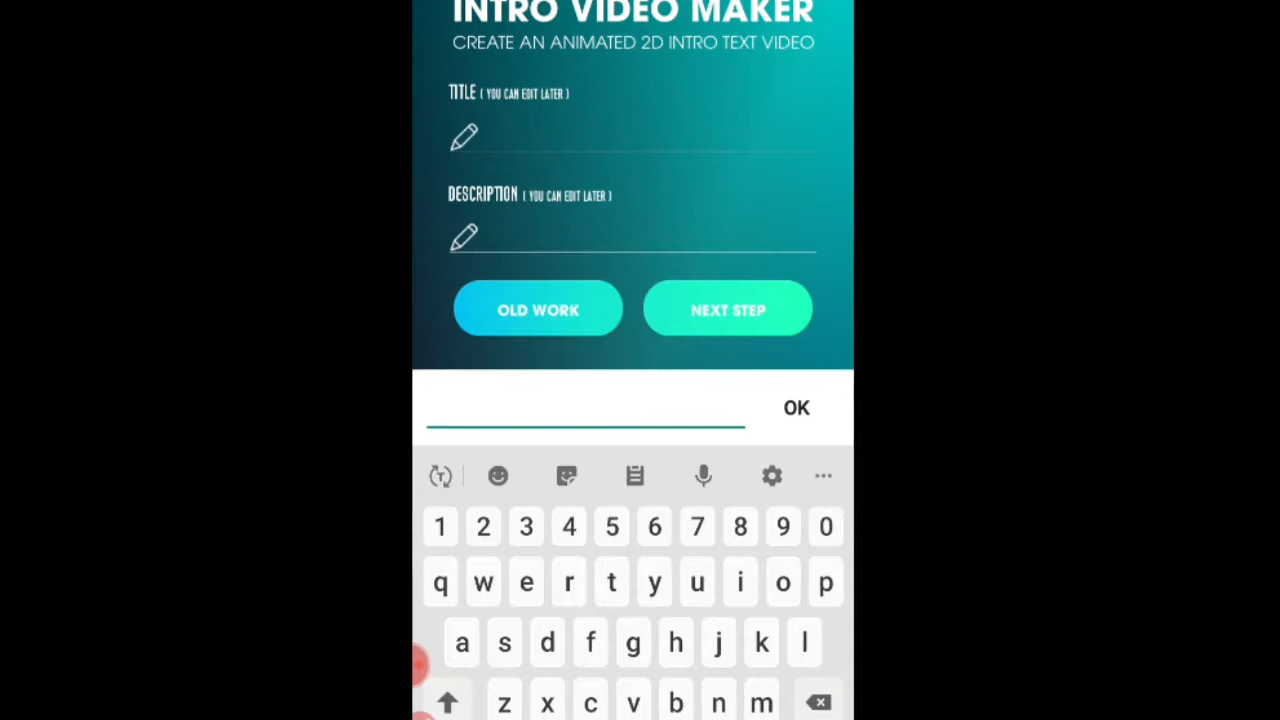 INTRO VIDEO MAKER
CREATE AN ANIMATED 2D INTRO TEXT VIDEO
TITLE ( YOU CAN EDIT LATER )
DESCRIPTION ( YOU CAN EDIT LATER )
OLD WORK NEXT STEP
OK
T
1 2 3 4 5 6 7 8 9 0
q w e r t y u i o p
a s d f g h j k l
z x c v b n m